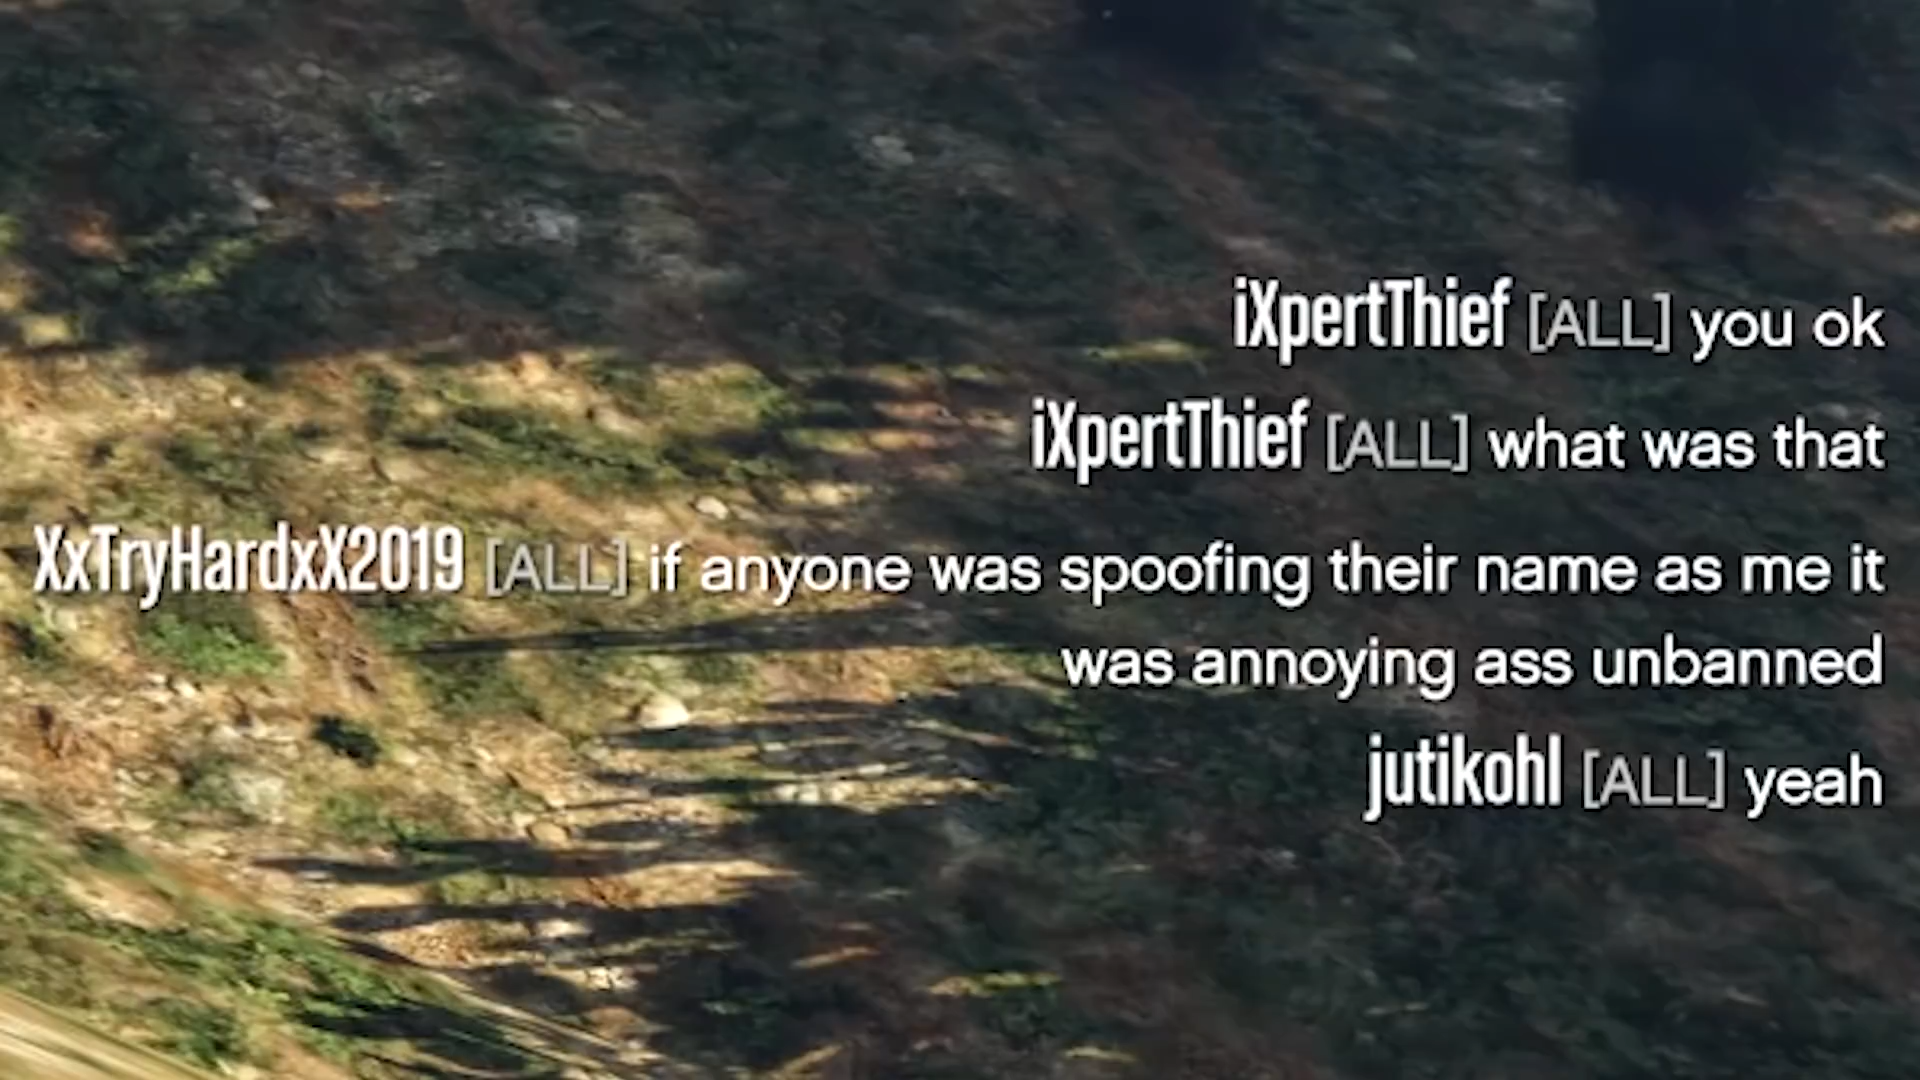 iXpertThief [ALL] you ok
iXpertThief [ALL] what was that
XxTryHardxX2019 [ALL] if anyone was spoofing their name as me it
was annoying ass unbanned
jutikohl [ALL] yeah